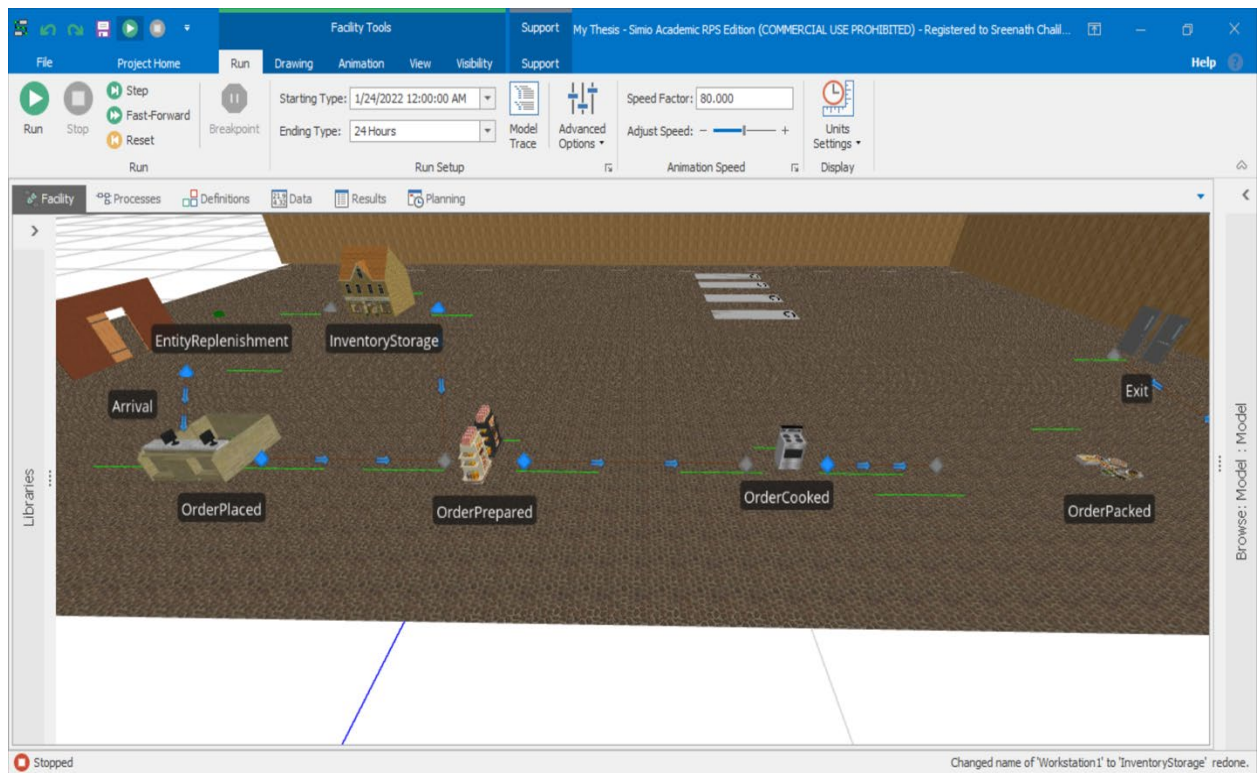 Facility Tools
Support
My Thesis - Simio Academic RPS Edition (COMMERCIAL USE PROHIBITED) - Registered to Sreenath Chalil...
File
Project Home
Run
Drawing
Animation
View
Visibility
Support
Help
Run
Stop
Step
Fast-Forward
Reset
Run
Breakpoint
Starting Type: 1/24/2022 12:00:00 AM
Ending Type: 24 Hours
Run Setup
Model Trace
Advanced Options
Speed Factor: 80.000
Adjust Speed: - +
Animation Speed
Units Settings
Display
Facility
Processes
Definitions
Data
Results
Planning
Libraries
EntityReplenishment
InventoryStorage
Arrival
Exit
OrderPlaced
OrderPrepared
OrderCooked
OrderPacked
Browse: Model : Model
Stopped
Changed name of 'Workstation1' to 'InventoryStorage' redone.